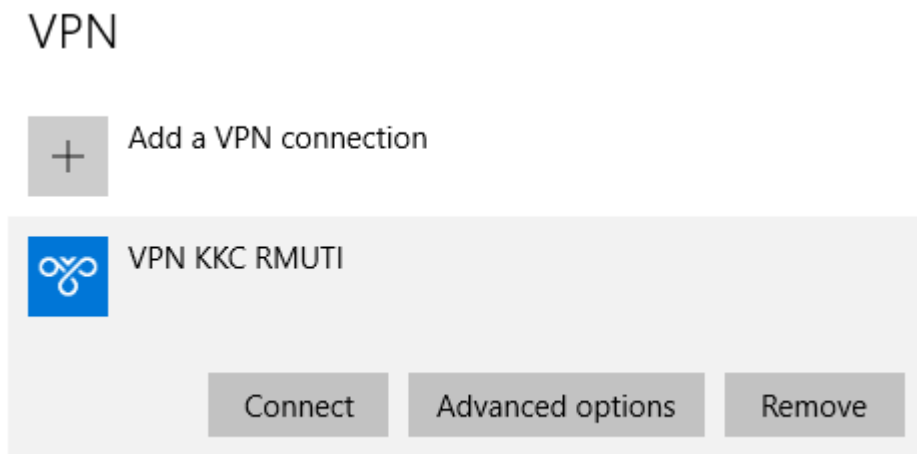 VPN
Add a VPN connection
VPN KKC RMUTI
Connect Advanced options Remove